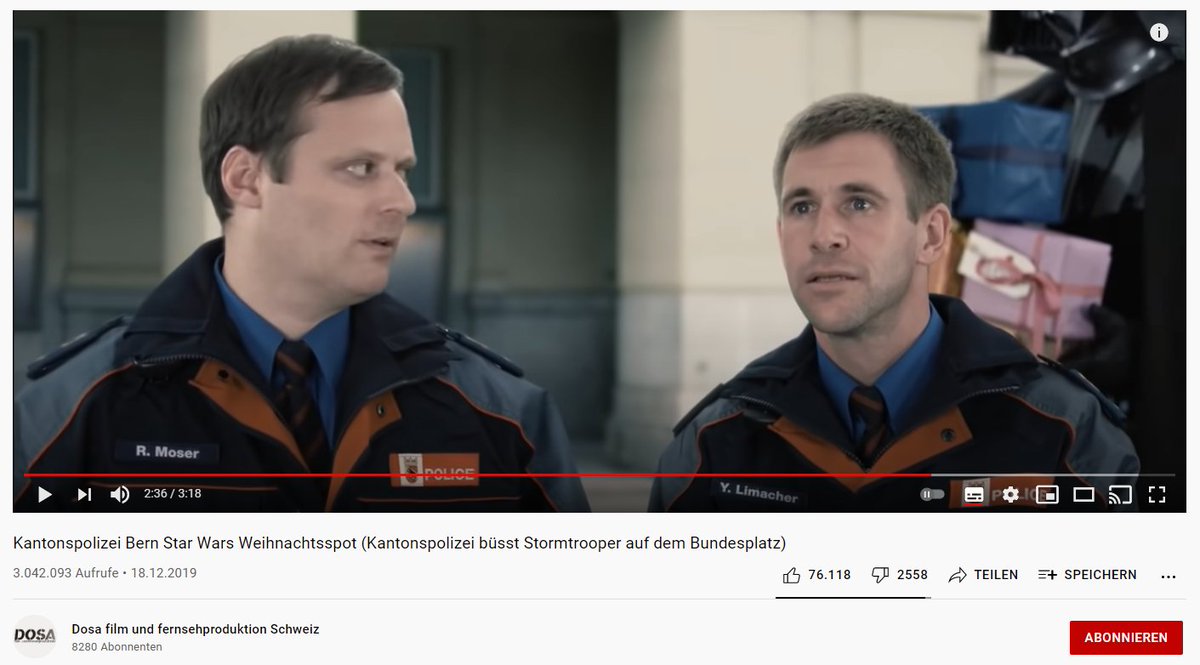 R. Moser
POLICE
Y. Limacher
2:36 / 3:18
Kantonspolizei Bern Star Wars Weihnachtsspot (Kantonspolizei büsst Stormtrooper auf dem Bundesplatz)
3.042.093 Aufrufe • 18.12.2019
76.118 2558 TEILEN SPEICHERN
DOSA
Dosa film und fernsehproduktion Schweiz
8280 Abonnenten
ABONNIEREN